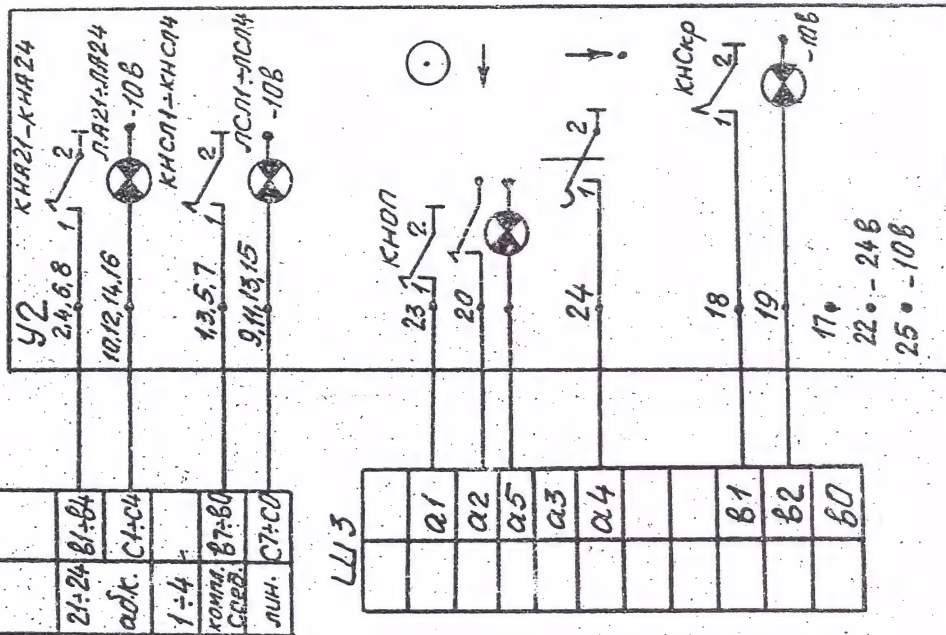 У2
КНА21-КНА24
2
1
2,4,6,8
ЛА21÷ЛА24
-10В
10,12,14,16
КНСЛ1÷КНСЛ4
2
1
1,3,5,7
ЛСЛ1÷ЛСЛ4
-10В
9,11,13,15
КНОП
2
1
23
20
2
1
24
КНСкр
2
1
18
19
17
22 - 24В
25 - 10В
21÷24 в1÷в4
абк. с1÷с4
1÷4
компл. в7÷в0
соед.
лин. с7÷с0
Ш3
а1
а2
а5
а3
а4
в1
в2
в0